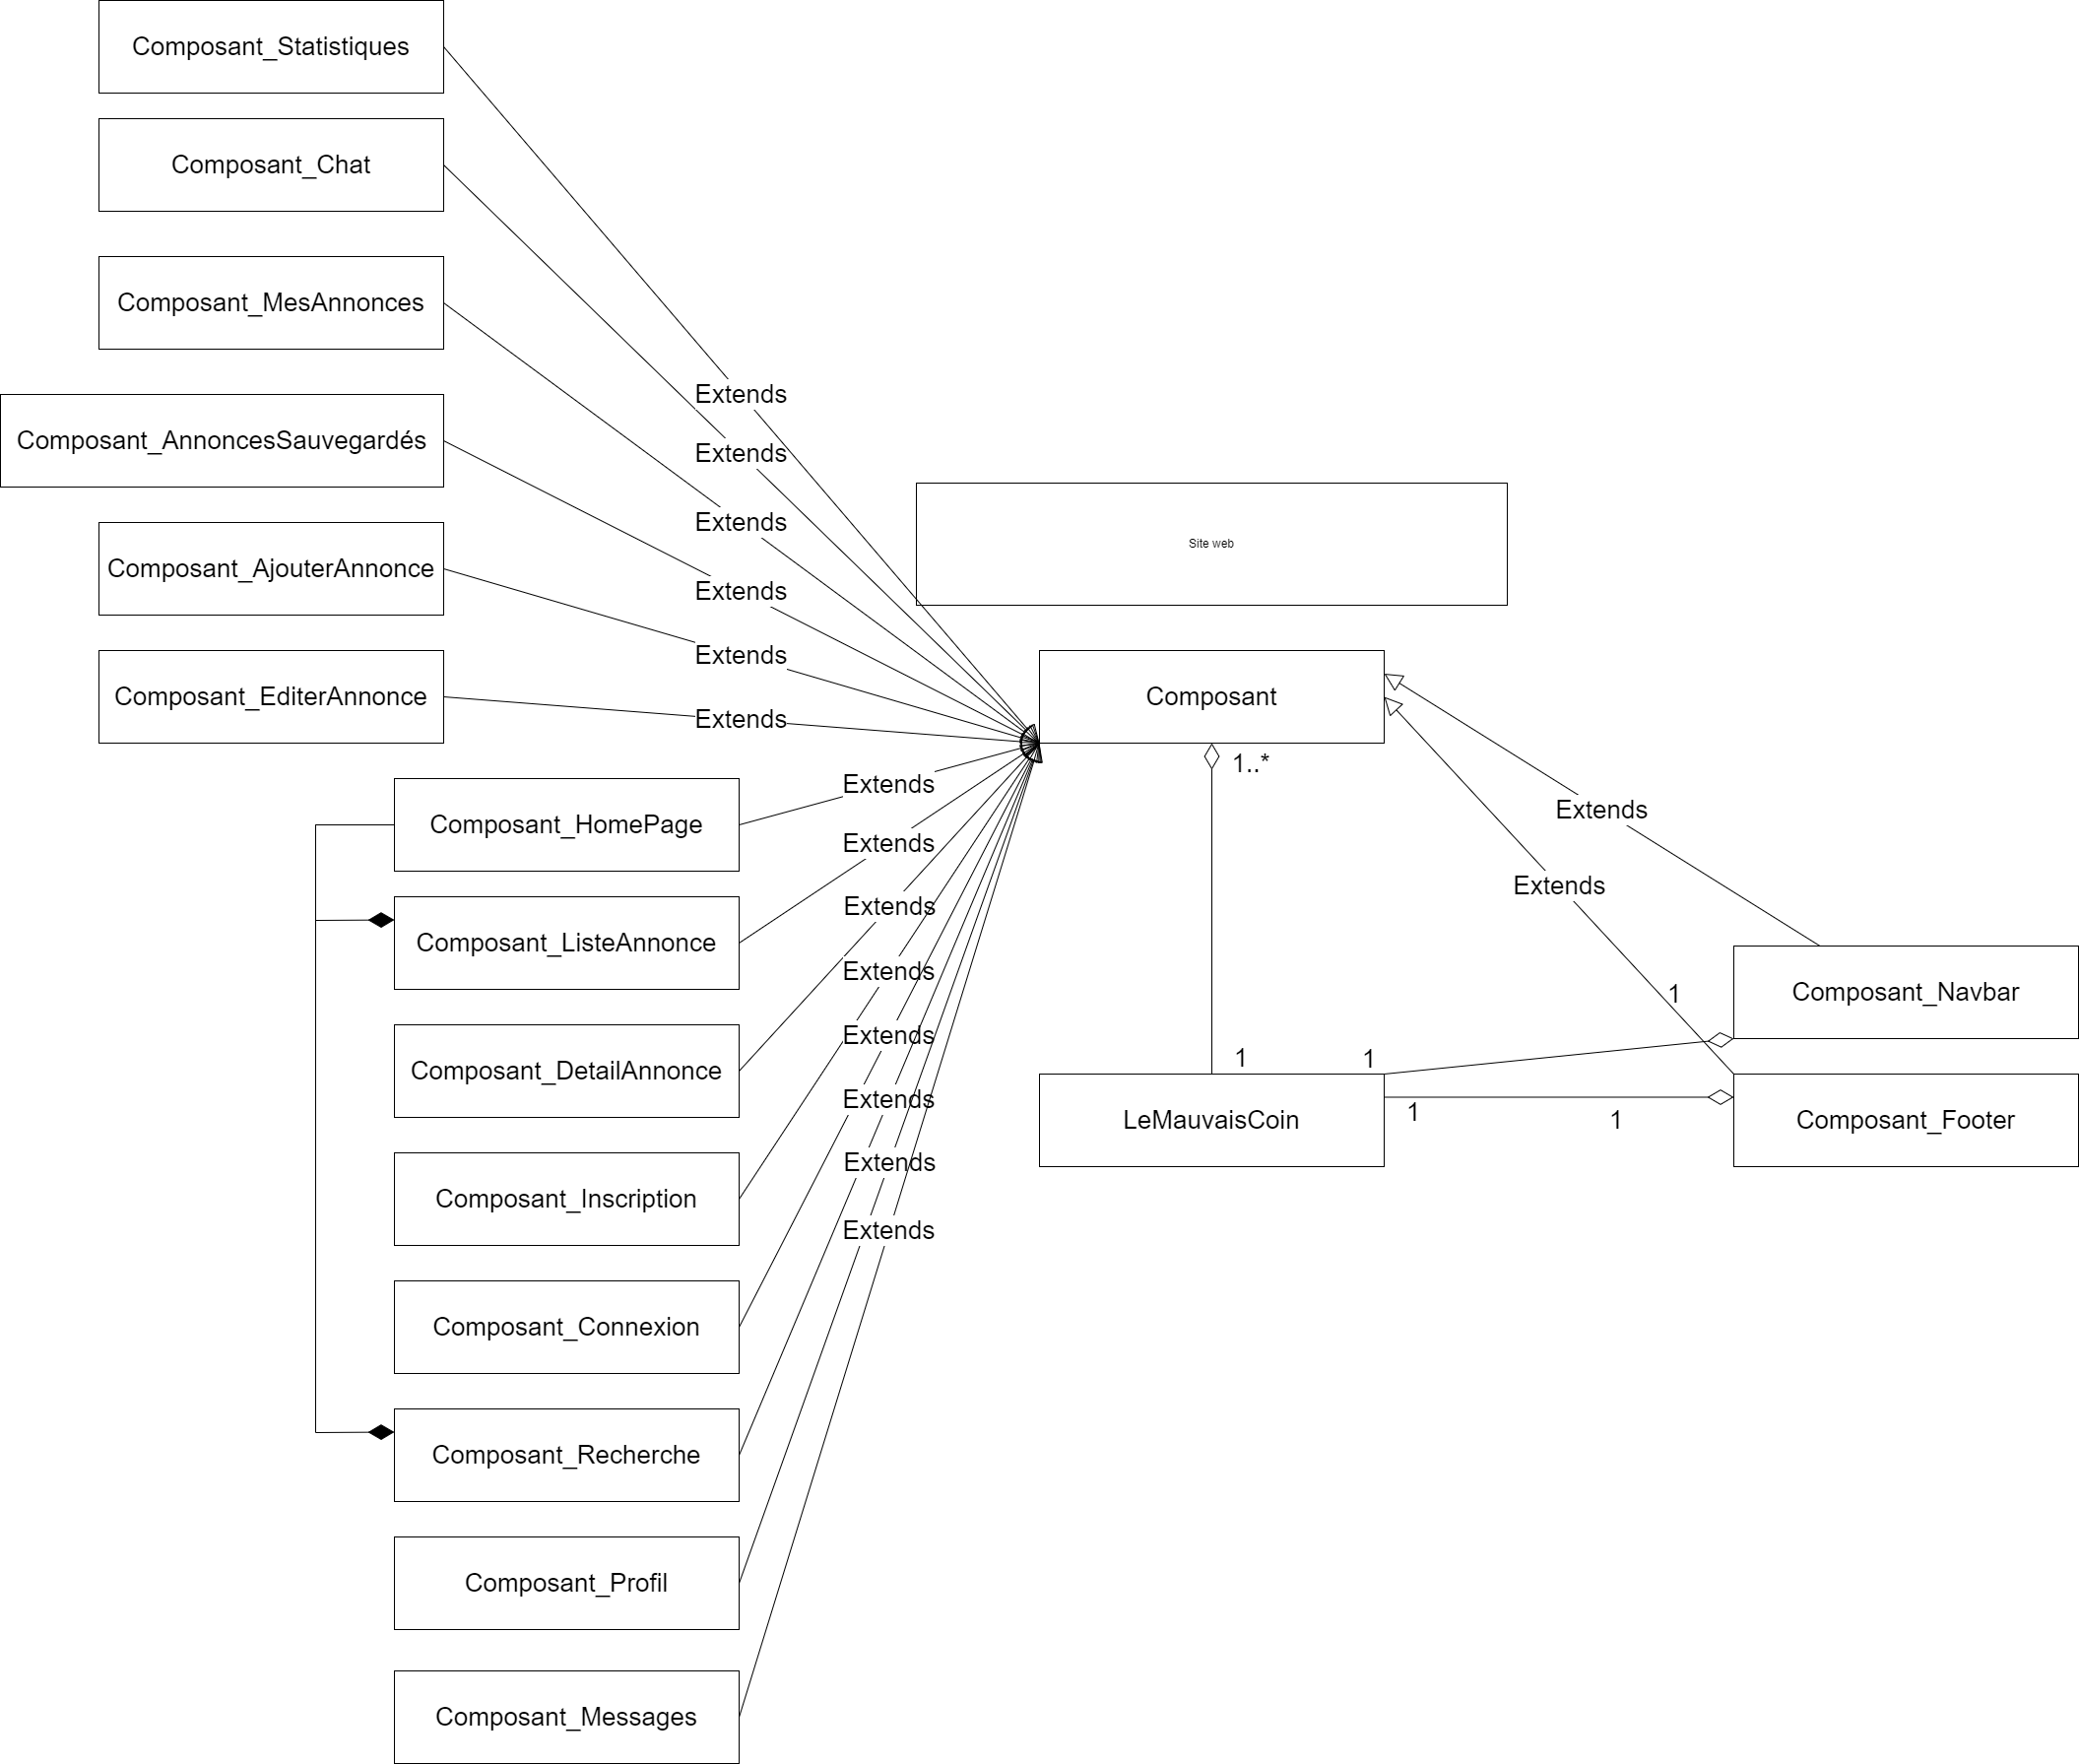 Composant_Statistiques
Composant_Chat
Composant_MesAnnonces
Composant_AnnoncesSauvegardés
Composant_AjouterAnnonce
Composant_EditerAnnonce
Extends
Extends
Extends
Extends
Extends
Extends
Site web
Composant
1..*
Composant_HomePage
Composant_ListeAnnonce
Composant_DetailAnnonce
Composant_Inscription
Composant_Connexion
Composant_Recherche
Composant_Profil
Composant_Messages
Extends
Extends
Extends
Extends
Extends
Extends
Extends
Extends
Extends
Extends
1
1
1
1
1
LeMauvaisCoin
Composant_Navbar
Composant_Footer